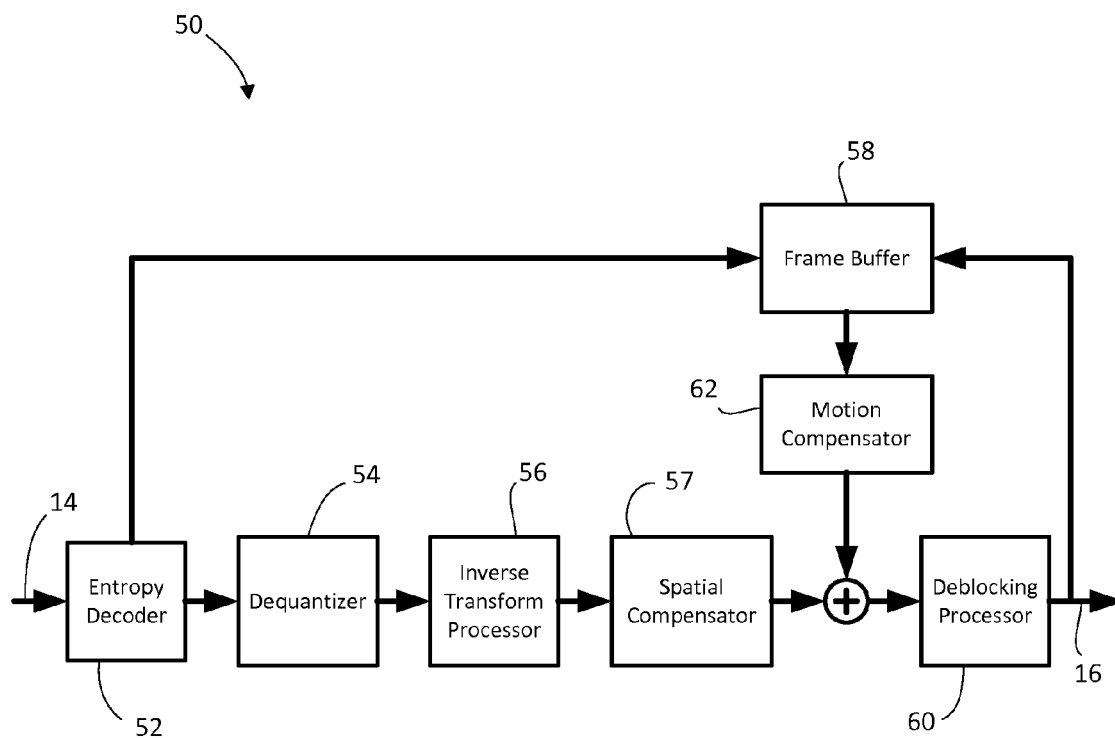 50
58
Frame Buffer
62
Motion
Compensator
54
56
57
14
Entropy
Decoder
Dequantizer
Inverse
Transform
Processor
Spatial
Compensator
+
Deblocking
Processor
16
52
60